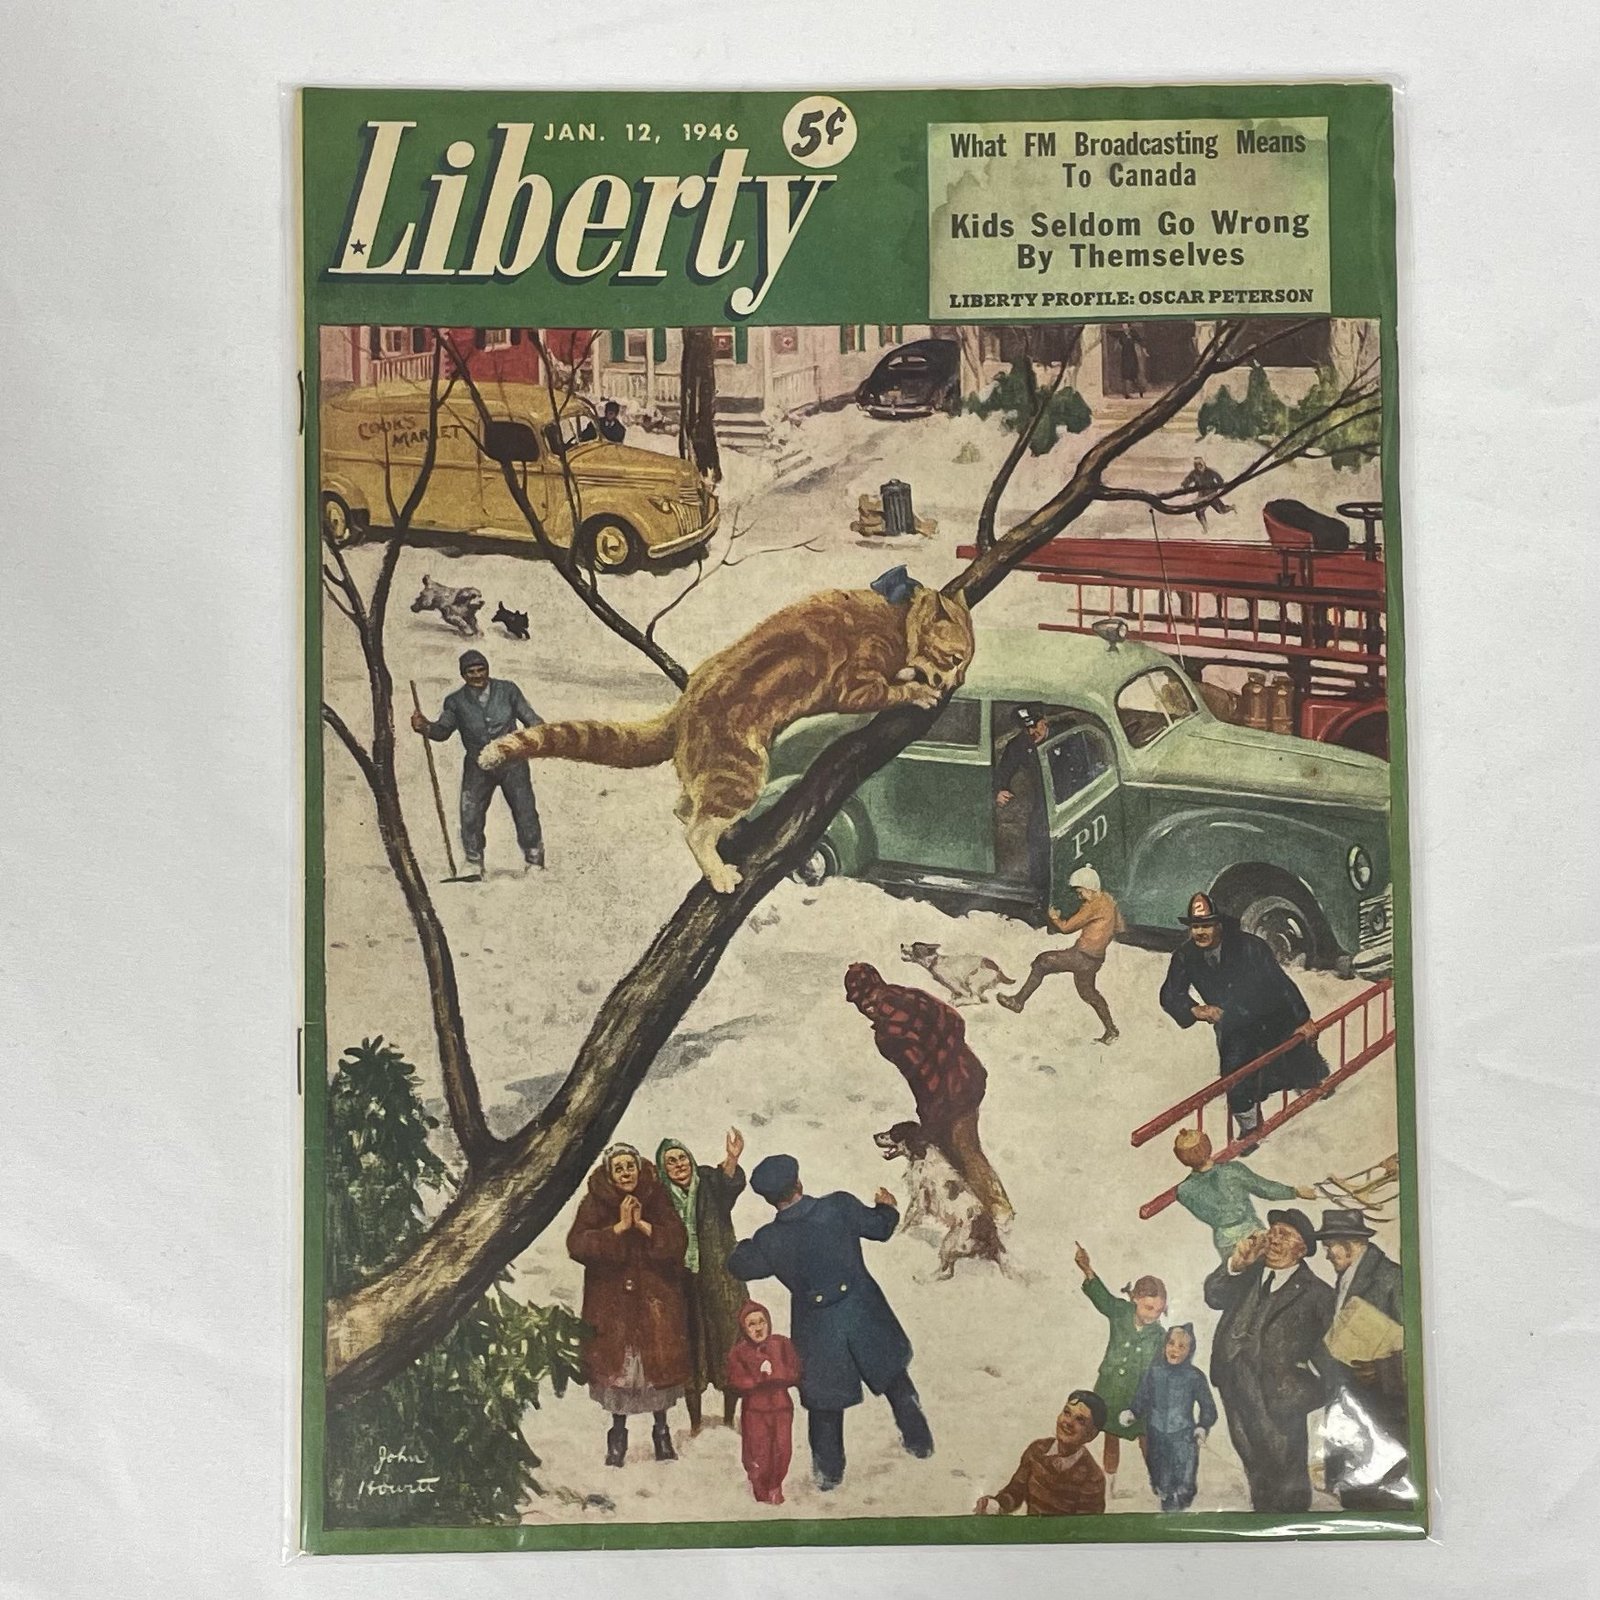 JAN. 12, 1946
5¢
Liberty
What FM Broadcasting Means
To Canada
Kids Seldom Go Wrong
By Themselves
LIBERTY PROFILE: OSCAR PETERSON
COOK'S
MARKET
PD
2
John
Howitt